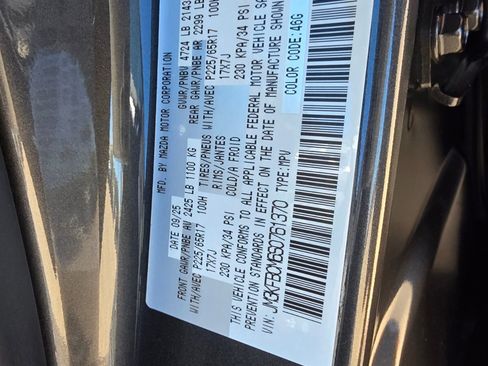 MFD. BY MAZDA MOTOR CORPORATION
DATE 09/25 GVWR/PNBV 4724 LB 2143
FRONT GAWR/PNBE AV 2425 LB 1100 KG REAR GAWR/PNBE AR 2299 LB
TIRES/PNEUS WITH/AVEC P225/65R17 100H WITH/AVEC P225/65R17 100H
RIMS/JANTES 17X7J 17X7J
COLD/A FROID 230 KPA/34 PSI 230 KPA/34 PSI
THIS VEHICLE CONFORMS TO ALL APPLICABLE FEDERAL MOTOR VEHICLE SA
BUMPER PREVENTION STANDARDS IN EFFECT ON THE DATE OF MANUFACTURE SHOWN
TYPE: MPV COLOR CODE: 46G